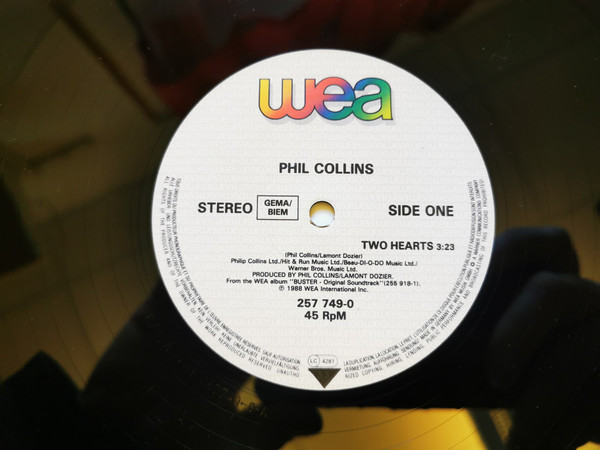 wea
PHIL COLLINS
STEREO GEMA/ BIEM SIDE ONE
TWO HEARTS 3:23
(Phil Collins/Lamont Dozier)
Philip Collins Ltd./Hit & Run Music Ltd./Beau-DI-O-DO Music Ltd./
Warner Bros. Music Ltd.
PRODUCED BY PHIL COLLINS/LAMONT DOZIER.
From the WEA album "BUSTER - Original Soundtrack" (255 918-1).
℗ 1988 WEA International Inc.
257 749-0
45 RpM
LC 4281